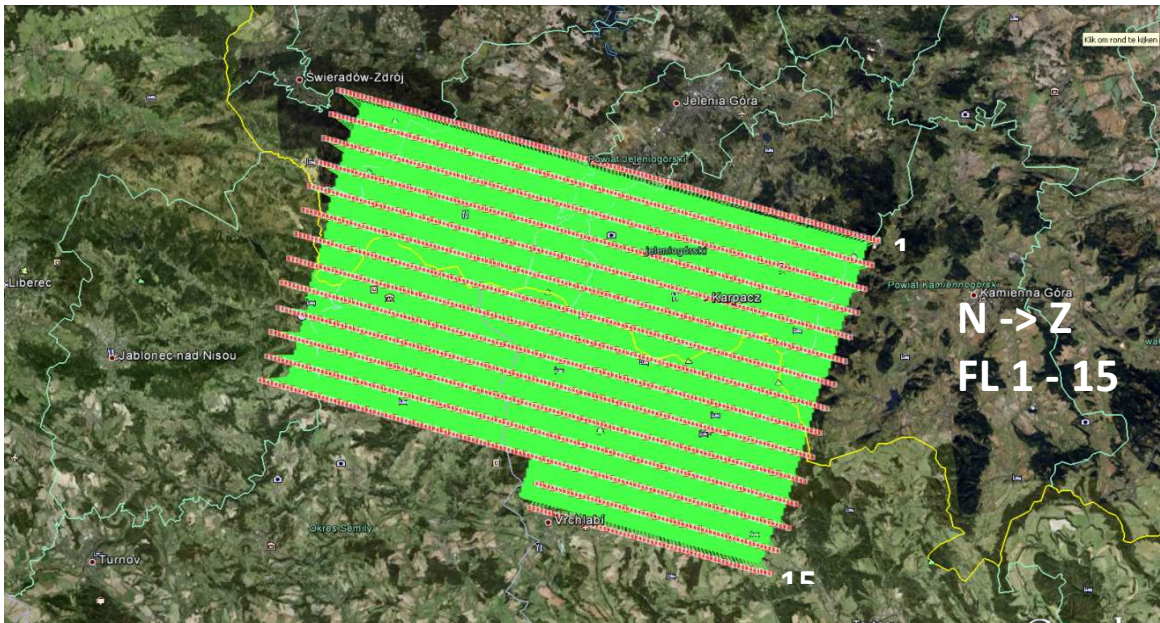 Klik om rond te kijken
Świeradów-Zdrój
Jelenia Góra
Powiat Jeleniogórski
1
jeleniogórski
Liberec
Powiat Kamiennogórski
Kamienna Góra
Karpacz
N -> Z
Jablonec nad Nisou
FL 1 - 15
Vrchlabí
Okres Semily
Turnov
15